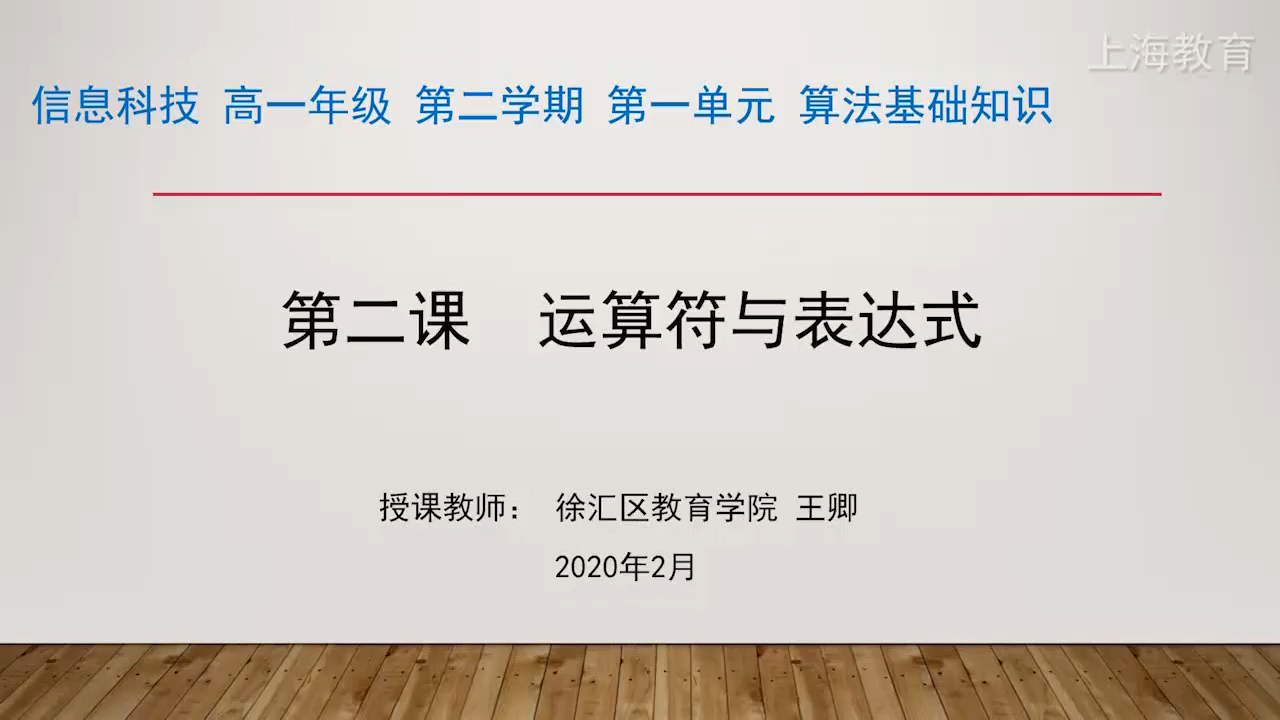 上海教育
信息科技 高一年级 第二学期 第一单元 算法基础知识
第二课 运算符与表达式
授课教师： 徐汇区教育学院 王卿
2020年2月